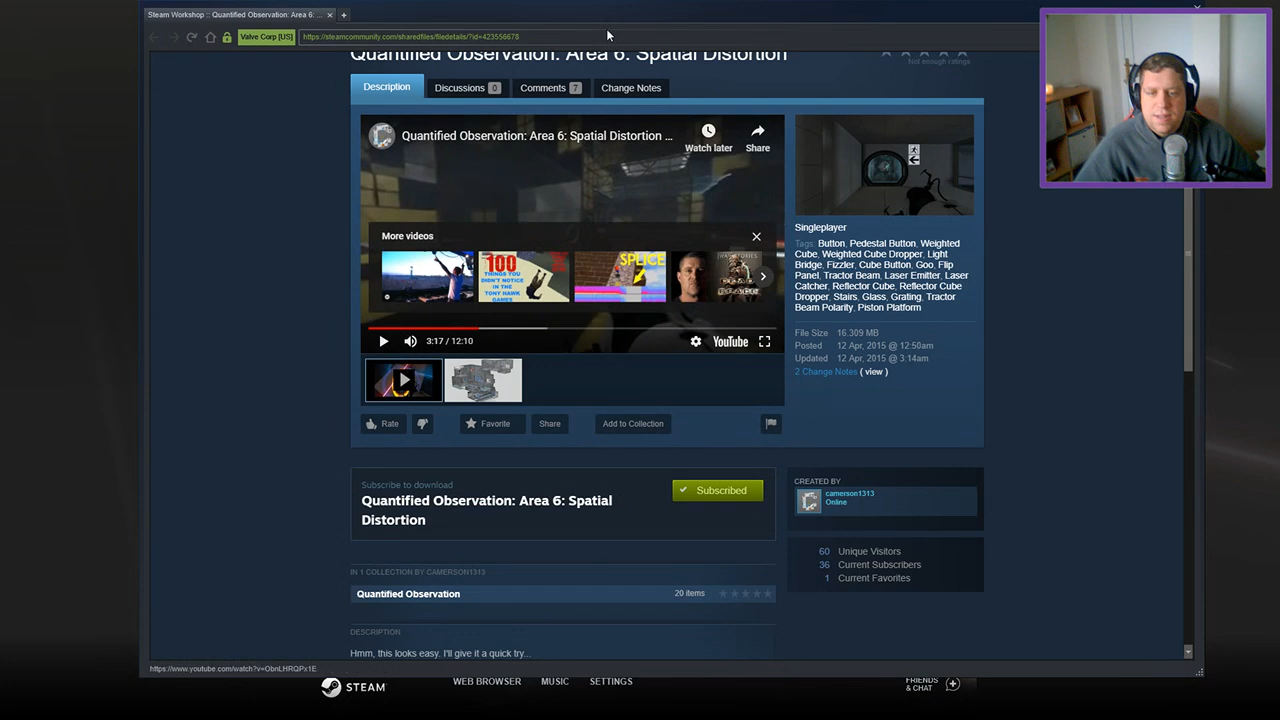 Steam Workshop :: Quantified Observation: Area 6: ...
Valve Corp [US]
https://steamcommunity.com/sharedfiles/filedetails/?id=423556678
Quantified Observation: Area 6: Spatial Distortion
Not enough ratings
Description
Discussions 0
Comments 7
Change Notes
Quantified Observation: Area 6: Spatial Distortion ...
Watch later
Share
More videos
100
THINGS YOU
DIDN'T NOTICE
IN THE
TONY HAWK
GAMES
SPLICE
3:17 / 12:10
YouTube
Singleplayer
Tags: Button, Pedestal Button, Weighted
Cube, Weighted Cube Dropper, Light
Bridge, Fizzler, Cube Button, Goo, Flip
Panel, Tractor Beam, Laser Emitter, Laser
Catcher, Reflector Cube, Reflector Cube
Dropper, Stairs, Glass, Grating, Tractor
Beam Polarity, Piston Platform
File Size 16.309 MB
Posted 12 Apr, 2015 @ 12:50am
Updated 12 Apr, 2015 @ 3:14am
2 Change Notes ( view )
Rate
Favorite
Share
Add to Collection
Subscribe to download
Quantified Observation: Area 6: Spatial
Distortion
Subscribed
CREATED BY
camerson1313
Online
60 Unique Visitors
36 Current Subscribers
1 Current Favorites
IN 1 COLLECTION BY CAMERSON1313
Quantified Observation 20 items
DESCRIPTION
Hmm, this looks easy. I'll give it a quick try...
https://www.youtube.com/watch?v=ObnLHRQPx1E
STEAM
WEB BROWSER
MUSIC
SETTINGS
FRIENDS
& CHAT